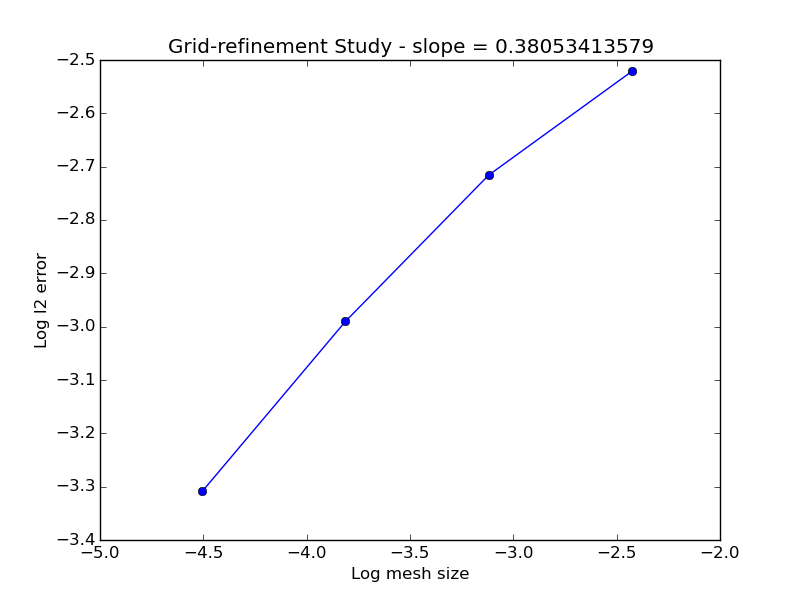 Grid-refinement Study - slope = 0.38053413579
−2.5
−2.6
−2.7
−2.8
−2.9
−3.0
−3.1
−3.2
−3.3
−3.4
Log l2 error
−5.0 −4.5 −4.0 −3.5 −3.0 −2.5 −2.0
Log mesh size